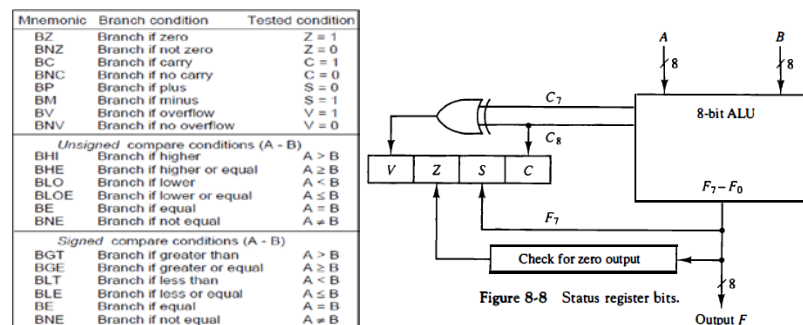 Mnemonic Branch condition Tested condition
BZ Branch if zero Z = 1
BNZ Branch if not zero Z = 0
BC Branch if carry C = 1
BNC Branch if no carry C = 0
BP Branch if plus S = 0
BM Branch if minus S = 1
BV Branch if overflow V = 1
BNV Branch if no overflow V = 0
Unsigned compare conditions (A - B)
BHI Branch if higher A > B
BHE Branch if higher or equal A ≥ B
BLO Branch if lower A < B
BLOE Branch if lower or equal A ≤ B
BE Branch if equal A = B
BNE Branch if not equal A ≠ B
Signed compare conditions (A - B)
BGT Branch if greater than A > B
BGE Branch if greater or equal A ≥ B
BLT Branch if less than A < B
BLE Branch if less or equal A ≤ B
BE Branch if equal A = B
BNE Branch if not equal A ≠ B
A B
8 8
C₇
8-bit ALU
C₈
V Z S C
F₇ – F₀
F₇
Check for zero output
8
Figure 8-8 Status register bits.
Output F